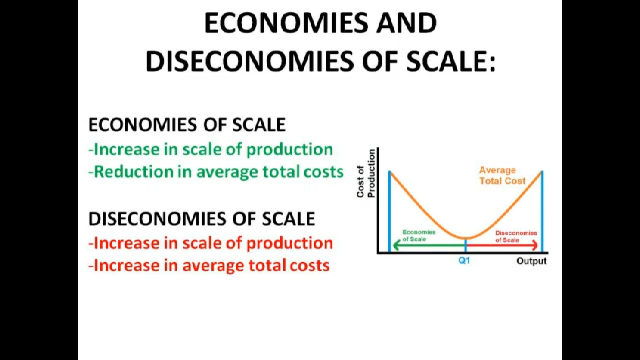 ECONOMIES AND
DISECONOMIES OF SCALE:
ECONOMIES OF SCALE
-Increase in scale of production
-Reduction in average total costs
DISECONOMIES OF SCALE
-Increase in scale of production
-Increase in average total costs
Cost of
Production
Average
Total Cost
Economies
of Scale
Diseconomies
of Scale
Q1
Output